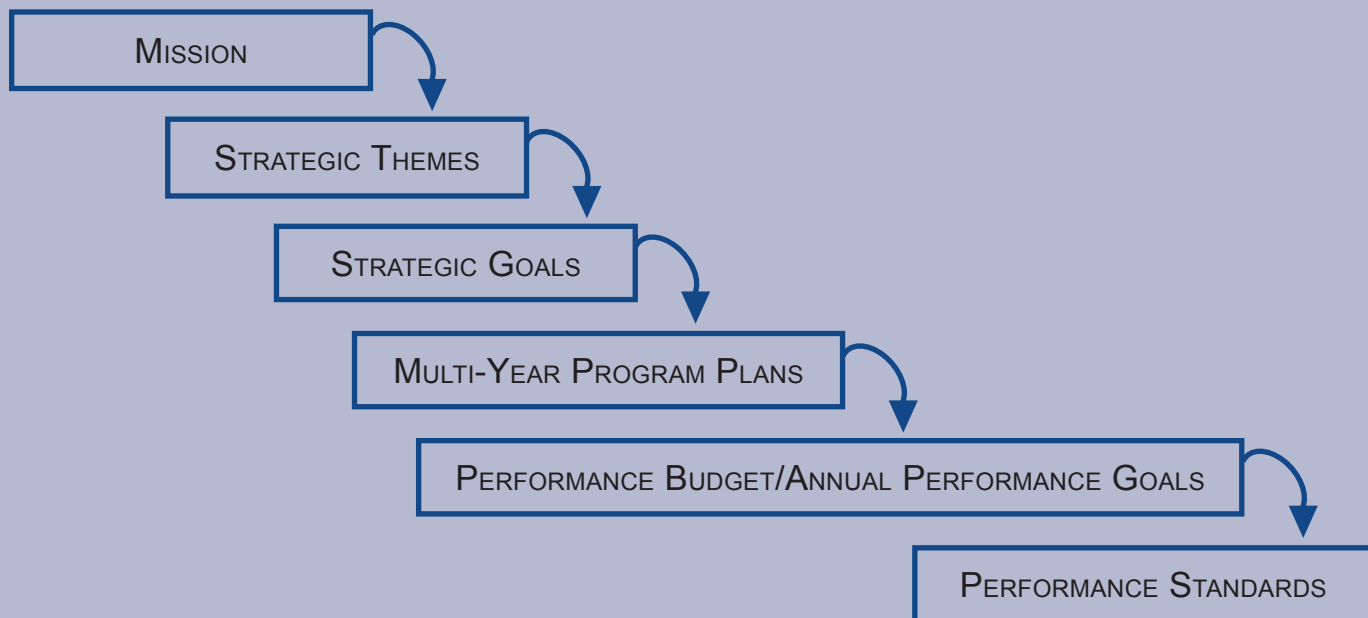 Mission
Strategic Themes
Strategic Goals
Multi-Year Program Plans
Performance Budget/Annual Performance Goals
Performance Standards